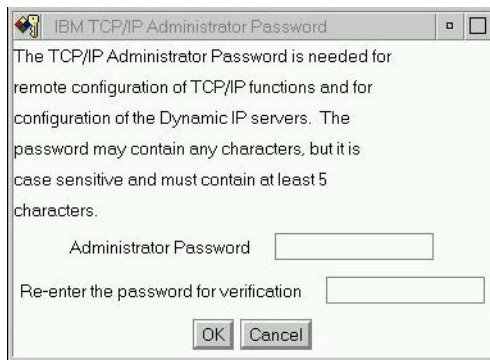 IBM TCP/IP Administrator Password
The TCP/IP Administrator Password is needed for
remote configuration of TCP/IP functions and for
configuration of the Dynamic IP servers. The
password may contain any characters, but it is
case sensitive and must contain at least 5
characters.
Administrator Password
Re-enter the password for verification
OK Cancel